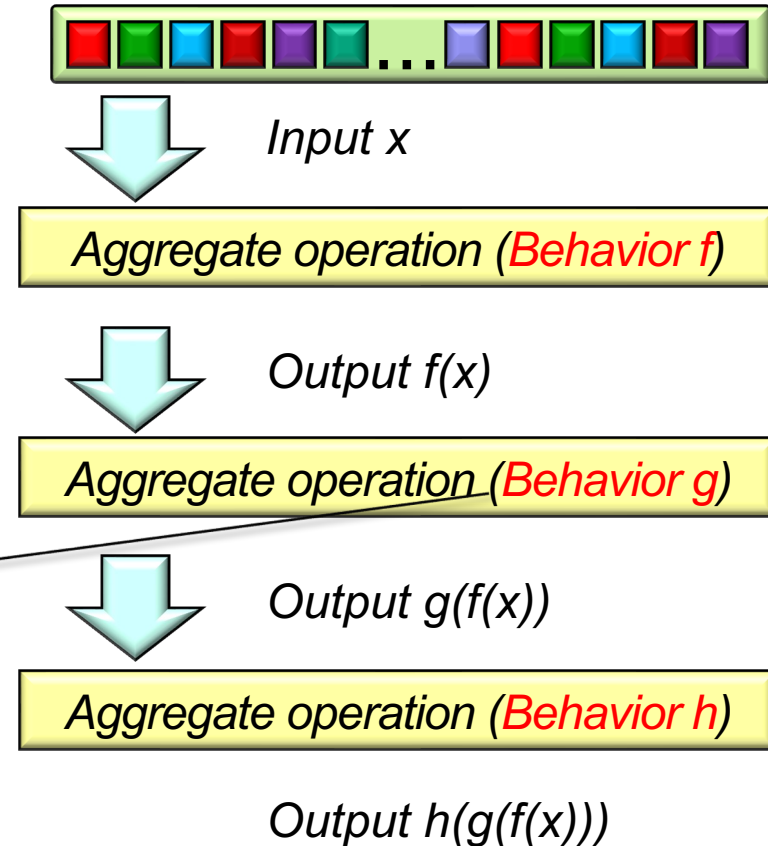 ...
Input x
Aggregate operation (Behavior f)
Output f(x)
Aggregate operation (Behavior g)
Output g(f(x))
Aggregate operation (Behavior h)
Output h(g(f(x)))